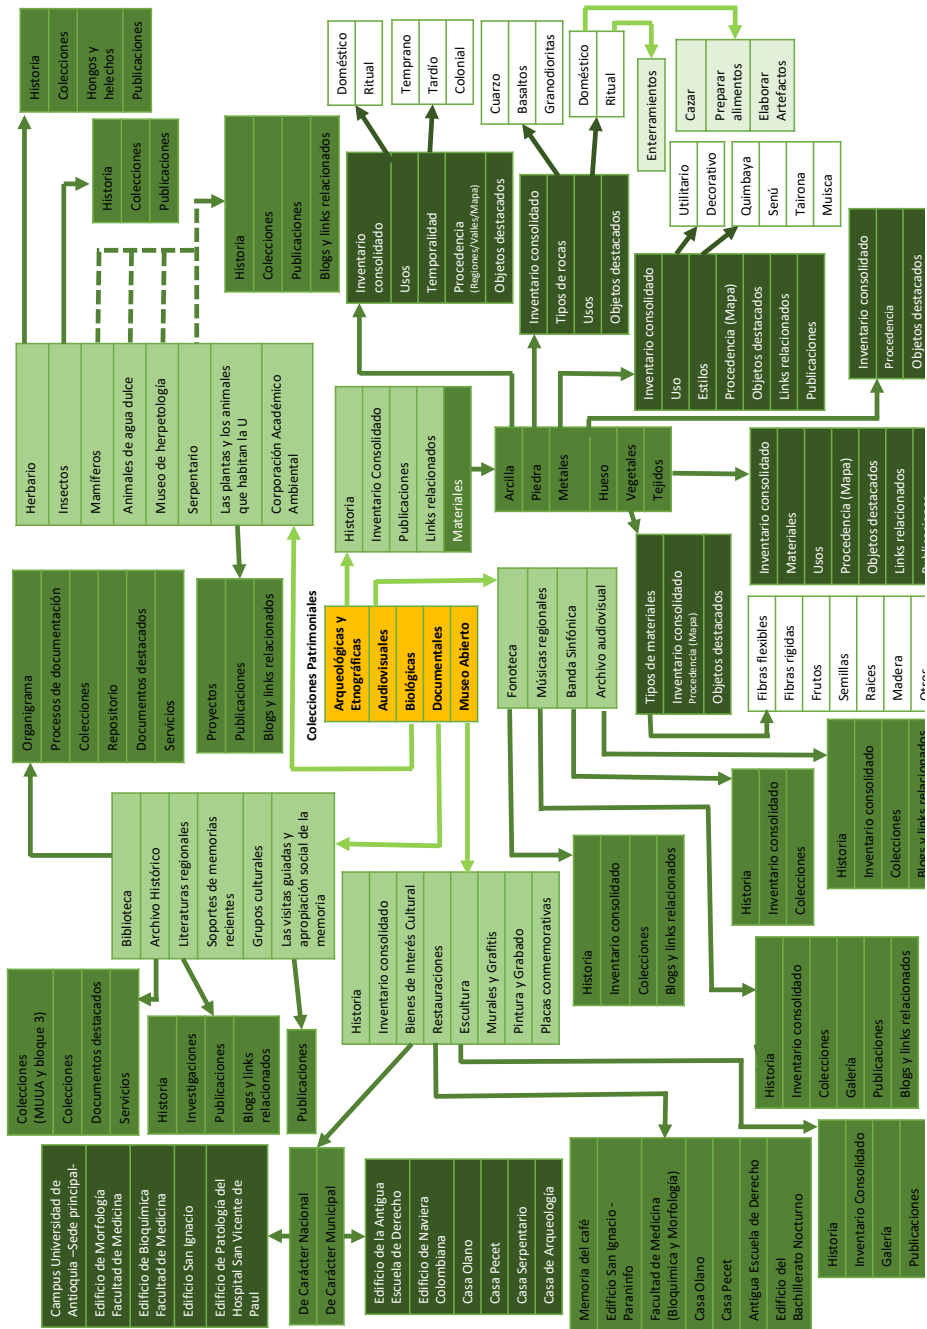 Colecciones Patrimoniales
Arqueológicas y
Etnográficas
Audiovisuales
Biológicas
Documentales
Museo Abierto
Campus Universidad de
Antioquia –Sede principal-
Edificio de Morfología
Facultad de Medicina
Edificio de Bioquímica
Facultad de Medicina
Edificio San Ignacio
Edificio de Patología del
Hospital San Vicente de
Paul
De Carácter Nacional
De Carácter Municipal
Edificio de la Antigua
Escuela de Derecho
Edificio de Naviera
Colombiana
Casa Olano
Casa Pecet
Casa Serpentario
Casa de Arqueología
Memoria del café
Edificio San Ignacio -
Paraninfo
Facultad de Medicina
(Bioquímica y Morfología)
Casa Olano
Casa Pecet
Antigua Escuela de Derecho
Edificio del
Bachillerato Nocturno
Historia
Inventario Consolidado
Galería
Publicaciones
Colecciones
(MUUA y bloque 3)
Colecciones
Documentos destacados
Servicios
Historia
Investigaciones
Publicaciones
Blogs y links
relacionados
Publicaciones
Historia
Inventario consolidado
Bienes de Interés Cultural
Restauraciones
Escultura
Murales y Grafitis
Pintura y Grabado
Placas conmemorativas
Historia
Inventario consolidado
Colecciones
Galería
Publicaciones
Blogs y links relacionados
Biblioteca
Archivo Histórico
Literaturas regionales
Soportes de memorias
recientes
Grupos culturales
Las visitas guiadas y
apropiación social de la
memoria
Organigrama
Procesos de documentación
Colecciones
Repositorio
Documentos destacados
Servicios
Proyectos
Publicaciones
Blogs y links relacionados
Fonoteca
Músicas regionales
Banda Sinfónica
Archivo audiovisual
Historia
Inventario consolidado
Colecciones
Blogs y links relacionados
Historia
Inventario consolidado
Colecciones
Historia
Inventario consolidado
Colecciones
Blogs y links relacionados
Herbario
Insectos
Mamíferos
Animales de agua dulce
Museo de herpetología
Serpentario
Las plantas y los animales
que habitan la U
Corporación Académico
Ambiental
Historia
Colecciones
Hongos y
helechos
Publicaciones
Historia
Colecciones
Publicaciones
Historia
Colecciones
Publicaciones
Blogs y links relacionados
Historia
Inventario Consolidado
Publicaciones
Links relacionados
Materiales
Arcilla
Piedra
Metales
Hueso
Vegetales
Tejidos
Inventario
consolidado
Usos
Temporalidad
Procedencia
(Regiones/Valles/Mapa)
Objetos destacados
Doméstico
Ritual
Temprano
Tardío
Colonial
Inventario consolidado
Tipos de rocas
Usos
Objetos destacados
Cuarzo
Basaltos
Granodioritas
Doméstico
Ritual
Enterramientos
Cazar
Preparar
alimentos
Elaborar
Artefactos
Inventario consolidado
Uso
Estilos
Procedencia (Mapa)
Objetos destacados
Links relacionados
Publicaciones
Utilitario
Decorativo
Quimbaya
Senú
Tairona
Muisca
Inventario consolidado
Procedencia
Objetos destacados
Tipos de materiales
Inventario consolidado
Procedencia (Mapa)
Objetos destacados
Fibras flexibles
Fibras rigidas
Frutos
Semillas
Raices
Madera
Otros
Inventario consolidado
Materiales
Usos
Procedencia (Mapa)
Objetos destacados
Links relacionados